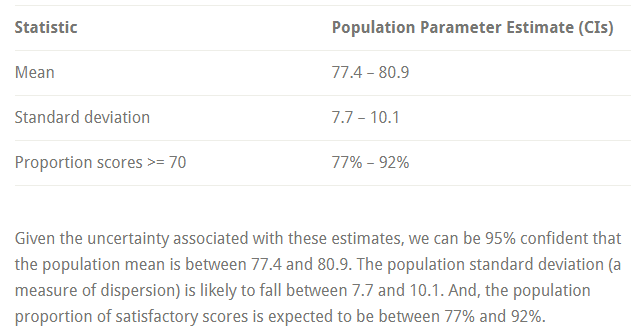 Statistic Population Parameter Estimate (CIs)
Mean 77.4 – 80.9
Standard deviation 7.7 – 10.1
Proportion scores >= 70 77% – 92%
Given the uncertainty associated with these estimates, we can be 95% confident that
the population mean is between 77.4 and 80.9. The population standard deviation (a
measure of dispersion) is likely to fall between 7.7 and 10.1. And, the population
proportion of satisfactory scores is expected to be between 77% and 92%.